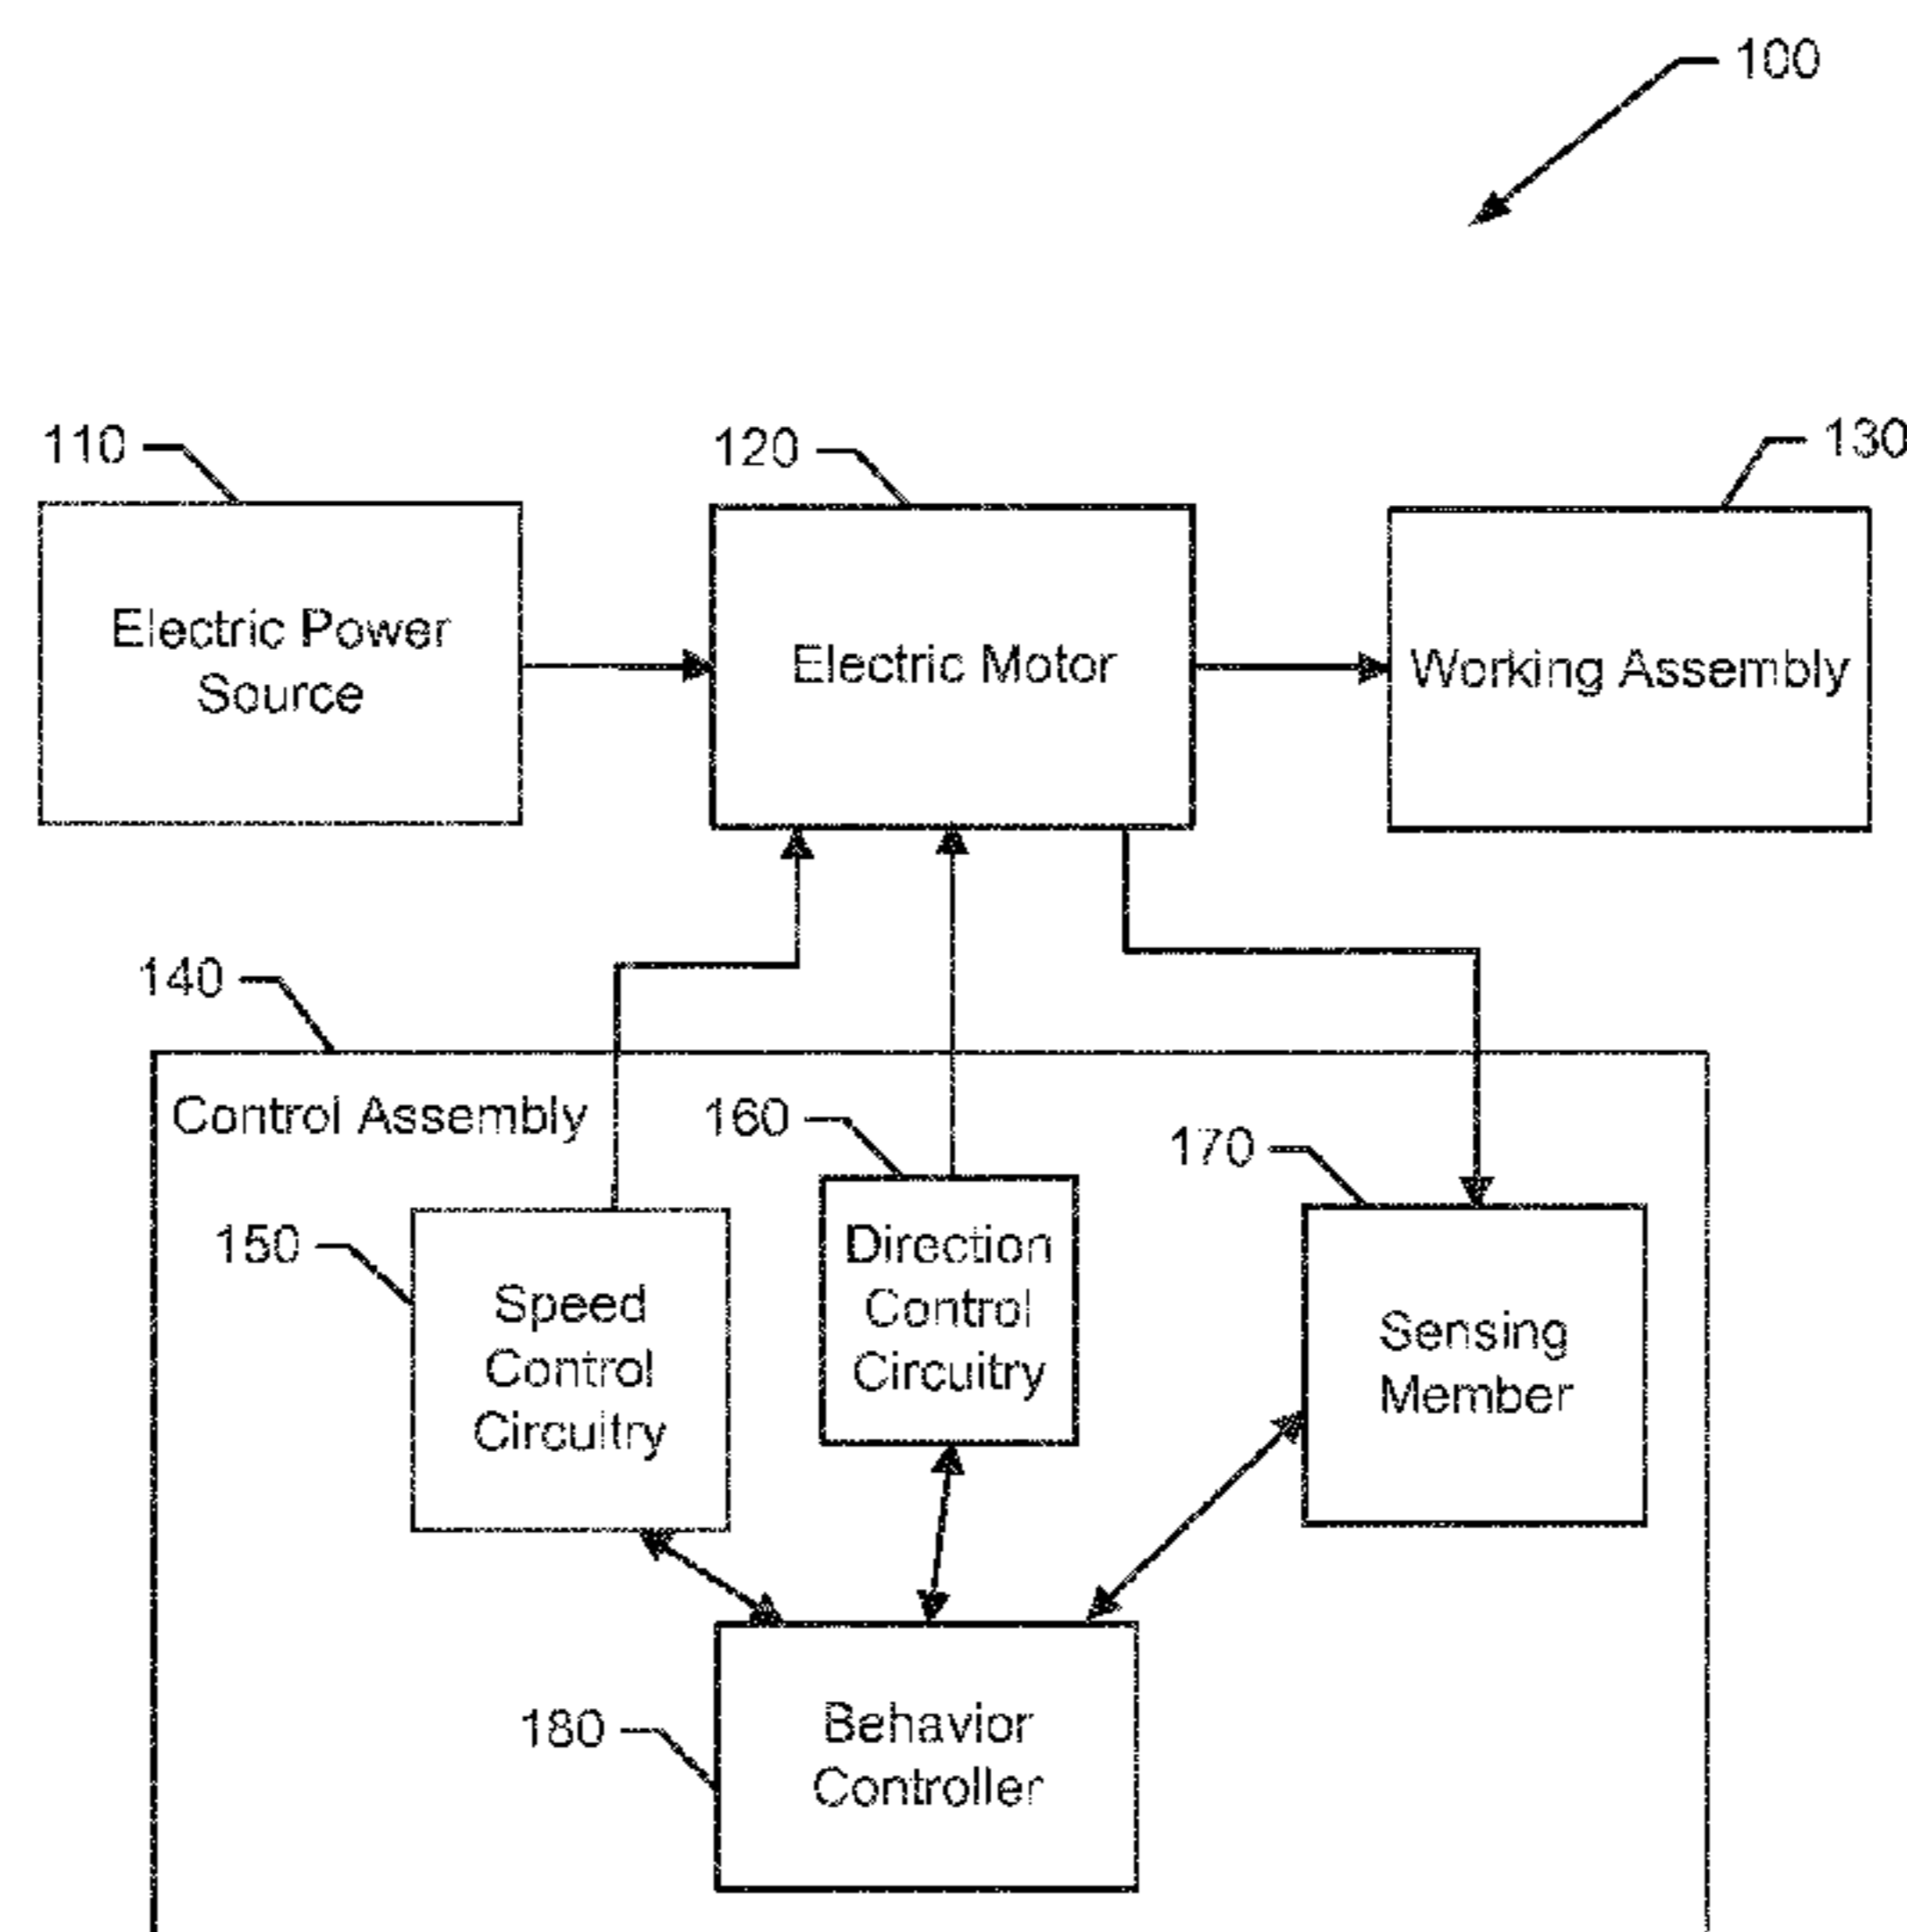 100
110
120
130
Electric Power
Source
Electric Motor
Working Assembly
140
Control Assembly
160
170
150
Direction
Control
Circuitry
Speed
Control
Circuitry
Sensing
Member
180
Behavior
Controller